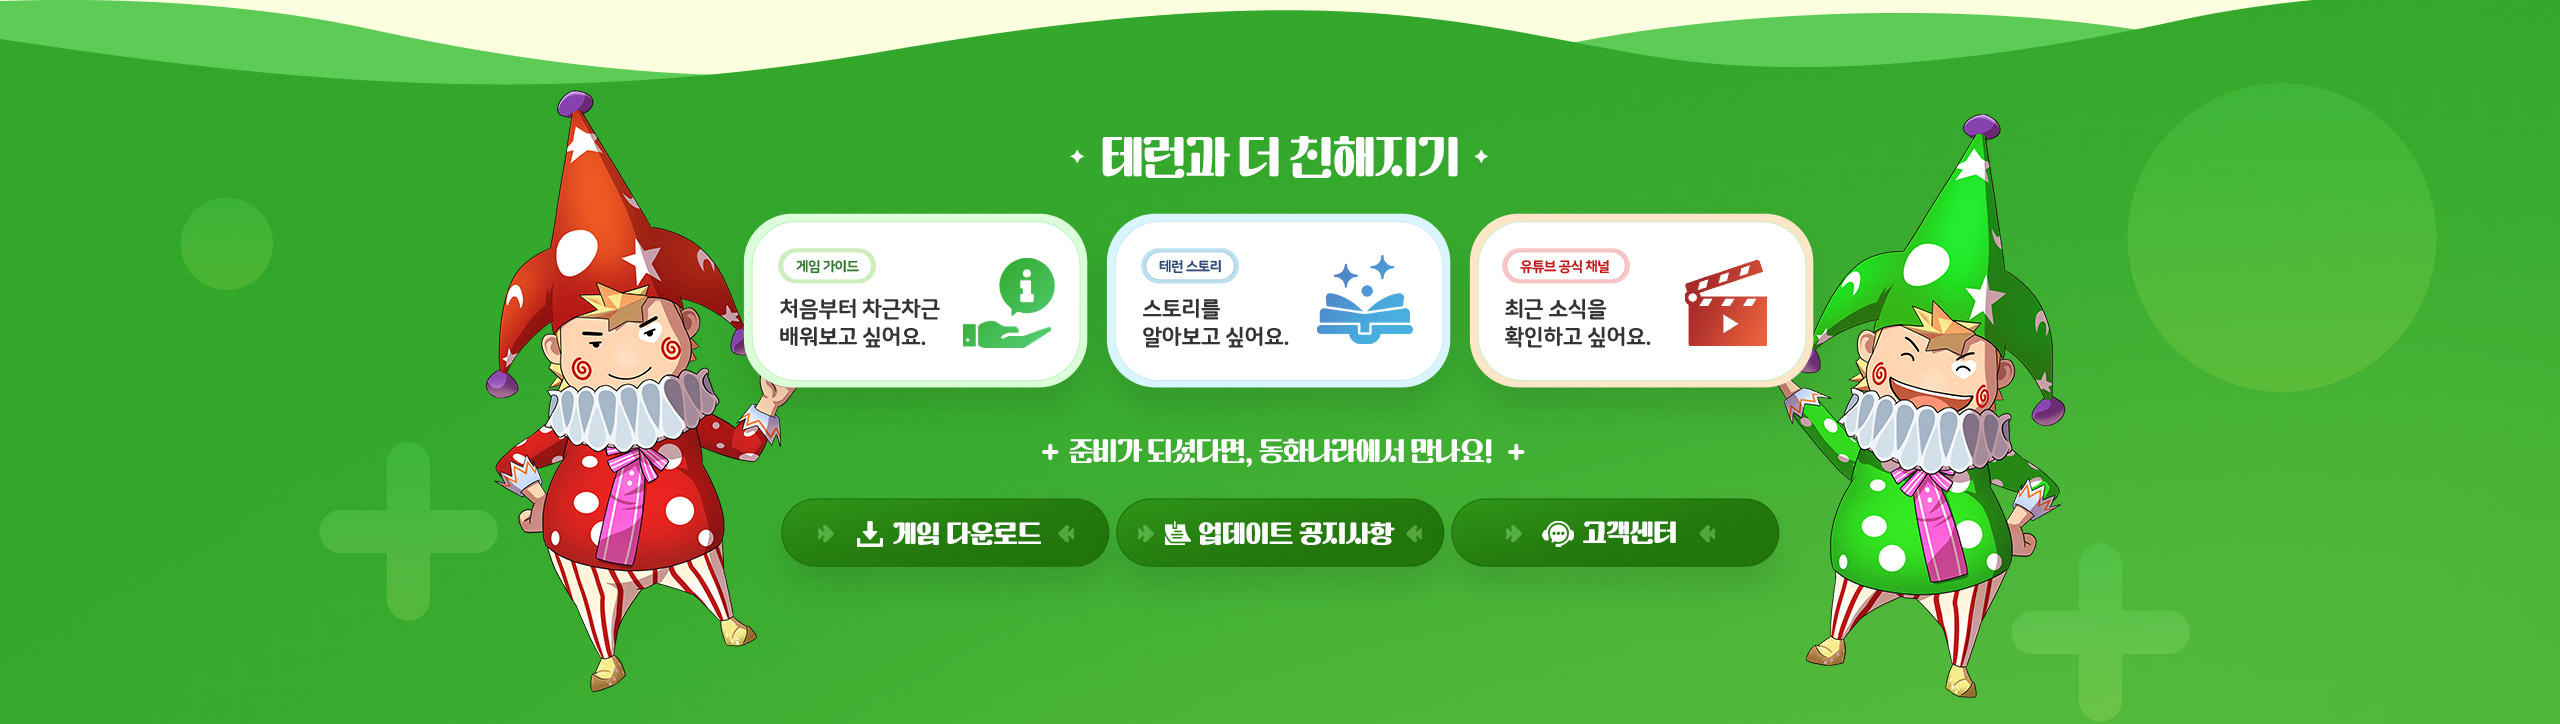 테런과 더 친해지기
게임 가이드
처음부터 차근차근
배워보고 싶어요.
테런 스토리
스토리를
알아보고 싶어요.
유튜브 공식 채널
최근 소식을
확인하고 싶어요.
준비가 되셨다면, 동화나라에서 만나요!
게임 다운로드
업데이트 공지사항
고객센터